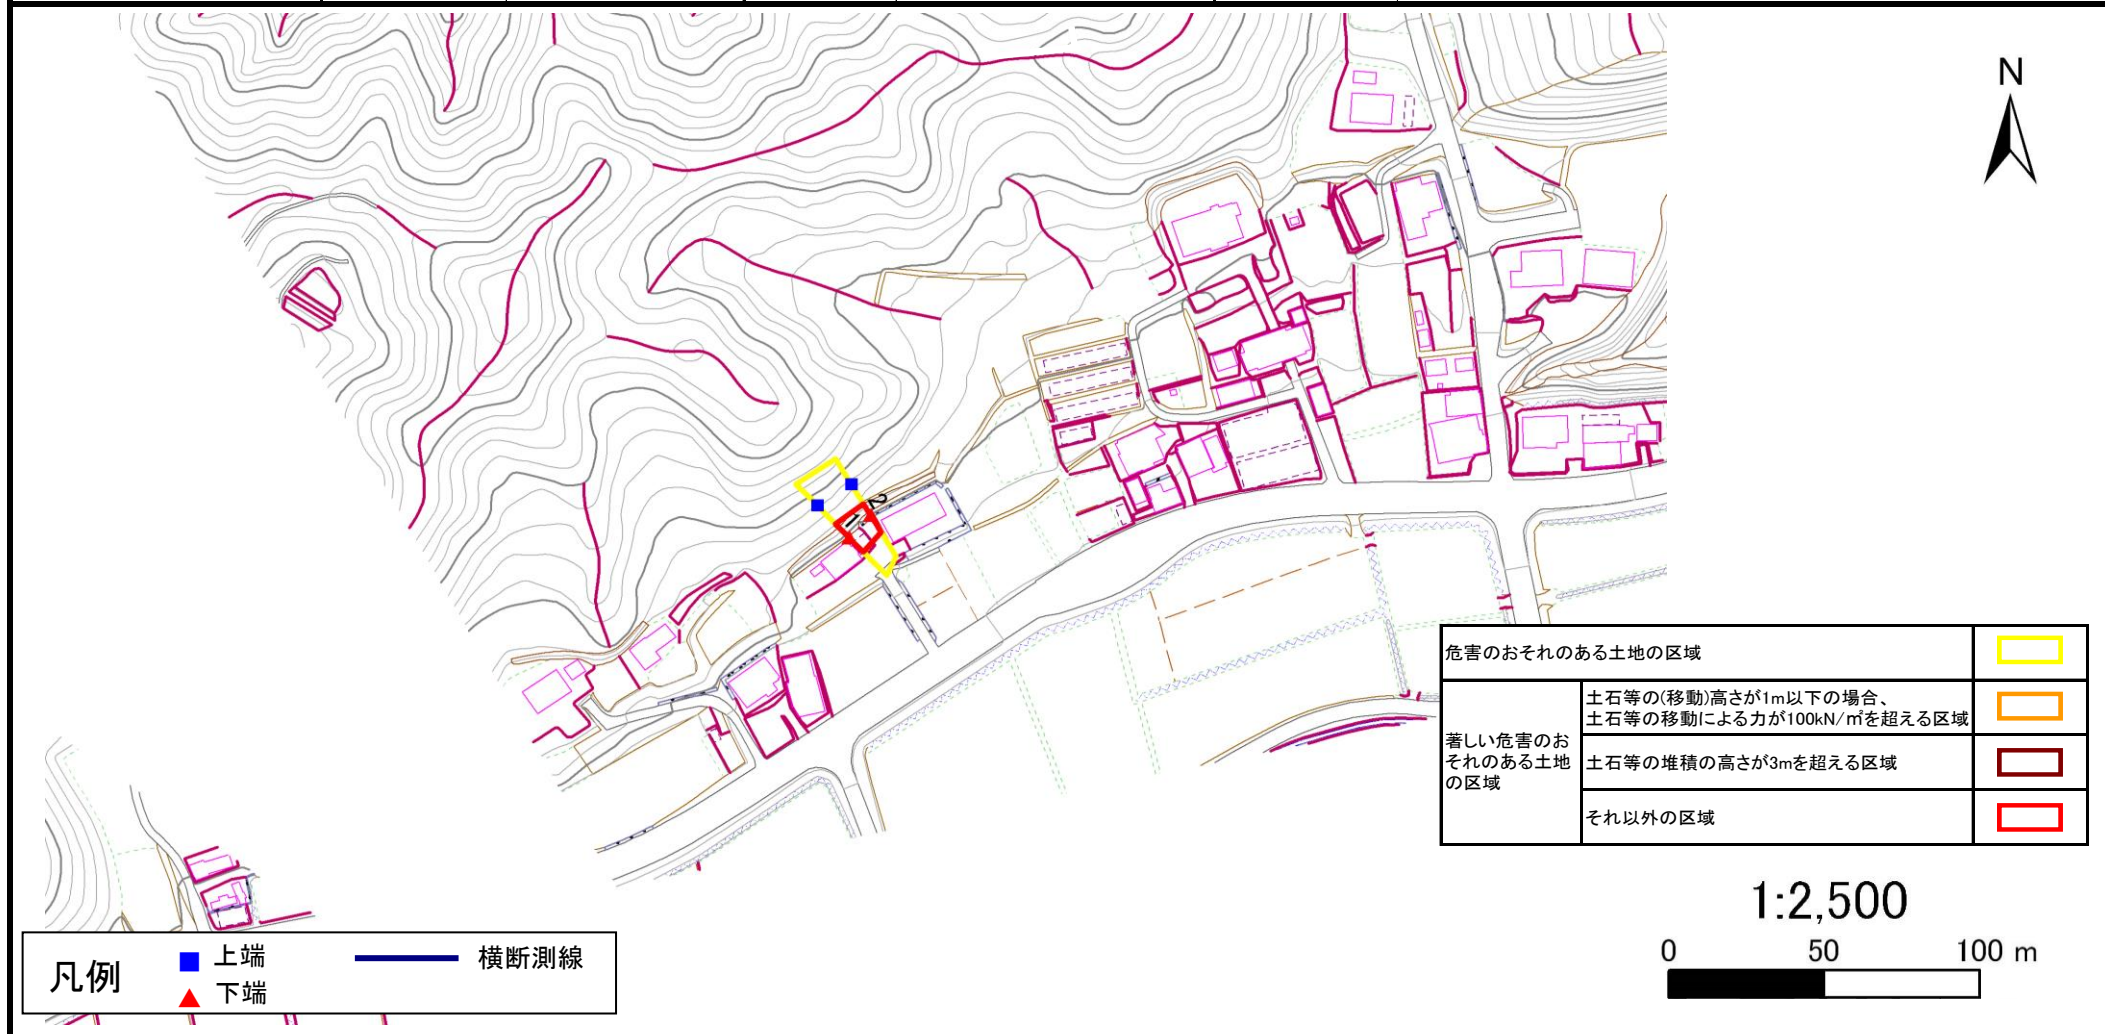 N
2
1
危害のおそれのある土地の区域
著しい危害のお
それのある土地
の区域
土石等の(移動)高さが1m以下の場合、
土石等の移動による力が100kN/㎡を超える区域
土石等の堆積の高さが3mを超える区域
それ以外の区域
1:2,500
0 50 100 m
凡例
上端
下端
横断測線